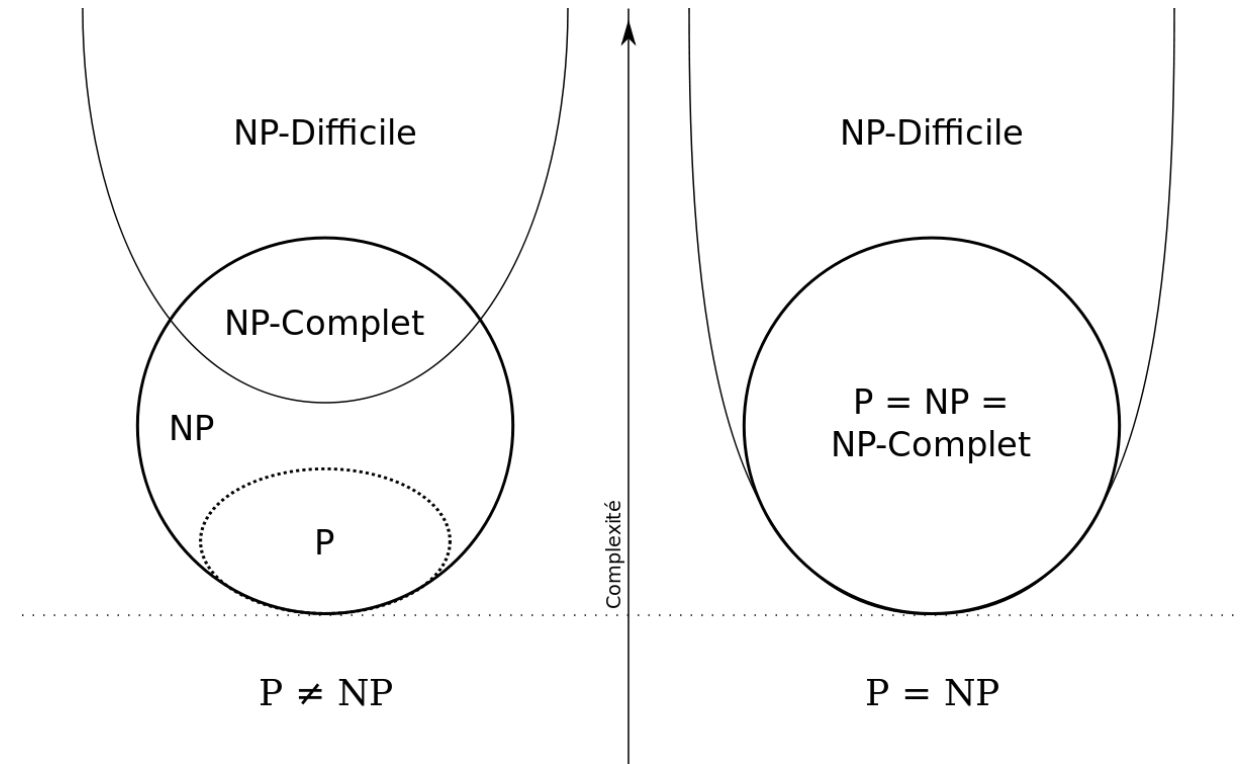 NP-Difficile
NP-Complet
NP
P
P ≠ NP
Complexité
NP-Difficile
P = NP =
NP-Complet
P = NP